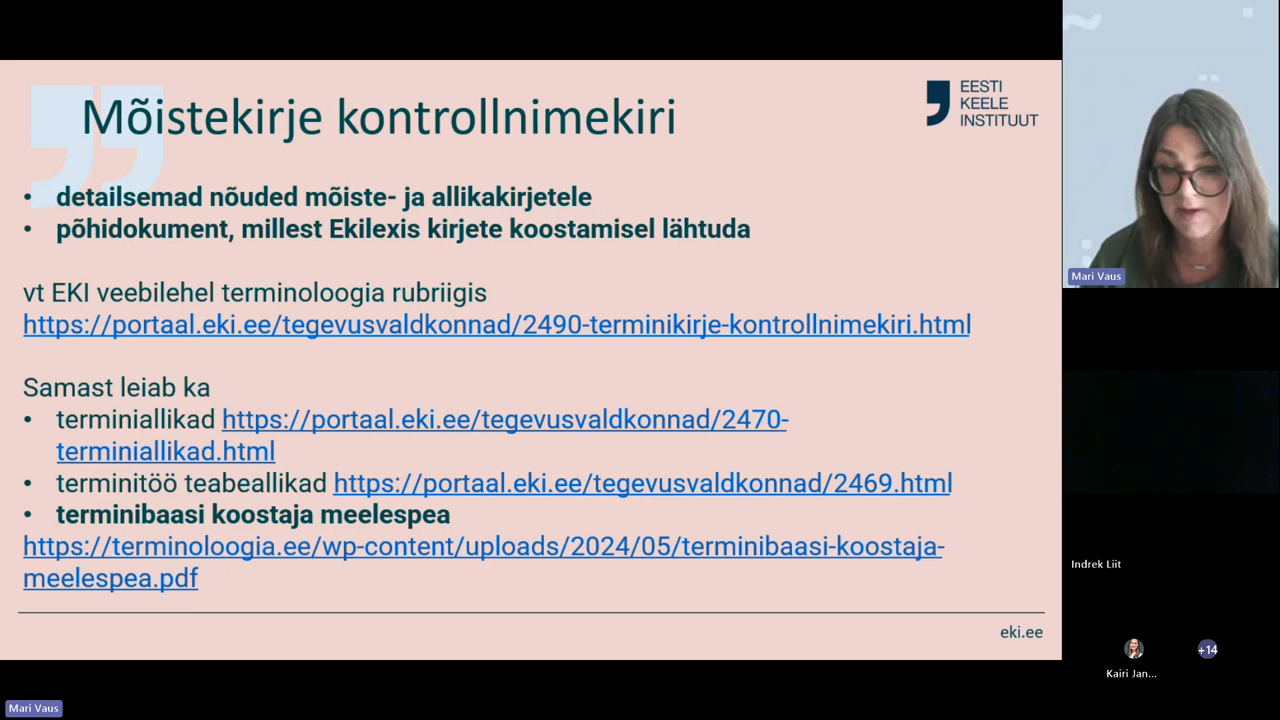 Mõistekirje kontrollnimekiri
EESTI
KEELE
INSTITUUT
• detailsemad nõuded mõiste- ja allikakirjetele
• põhidokument, millest Ekilexis kirjete koostamisel lähtuda
vt EKI veebilehel terminoloogia rubriigis
https://portaal.eki.ee/tegevusvaldkonnad/2490-terminikirje-kontrollnimekiri.html
Samast leiab ka
• terminiallikad https://portaal.eki.ee/tegevusvaldkonnad/2470-
terminiallikad.html
• terminitöö teabeallikad https://portaal.eki.ee/tegevusvaldkonnad/2469.html
• terminibaasi koostaja meelespea
https://terminoloogia.ee/wp-content/uploads/2024/05/terminibaasi-koostaja-
meelespea.pdf
eki.ee
Mari Vaus
Indrek Liit
+14
Kairi Jan...
Mari Vaus